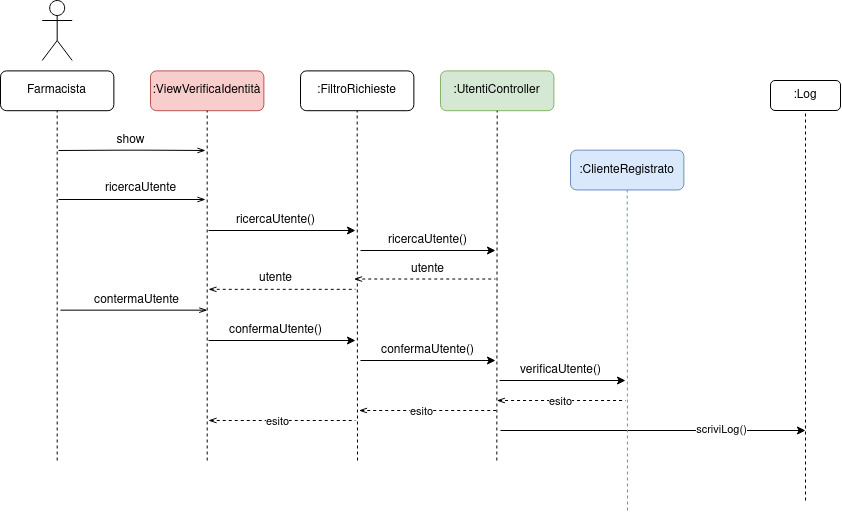 Farmacista
:ViewVerificaIdentità
:FiltroRichieste
:UtentiController
:Log
show
:ClienteRegistrato
ricercaUtente
ricercaUtente()
ricercaUtente()
utente
utente
contermaUtente
confermaUtente()
confermaUtente()
verificaUtente()
esito
esito
esito
scriviLog()